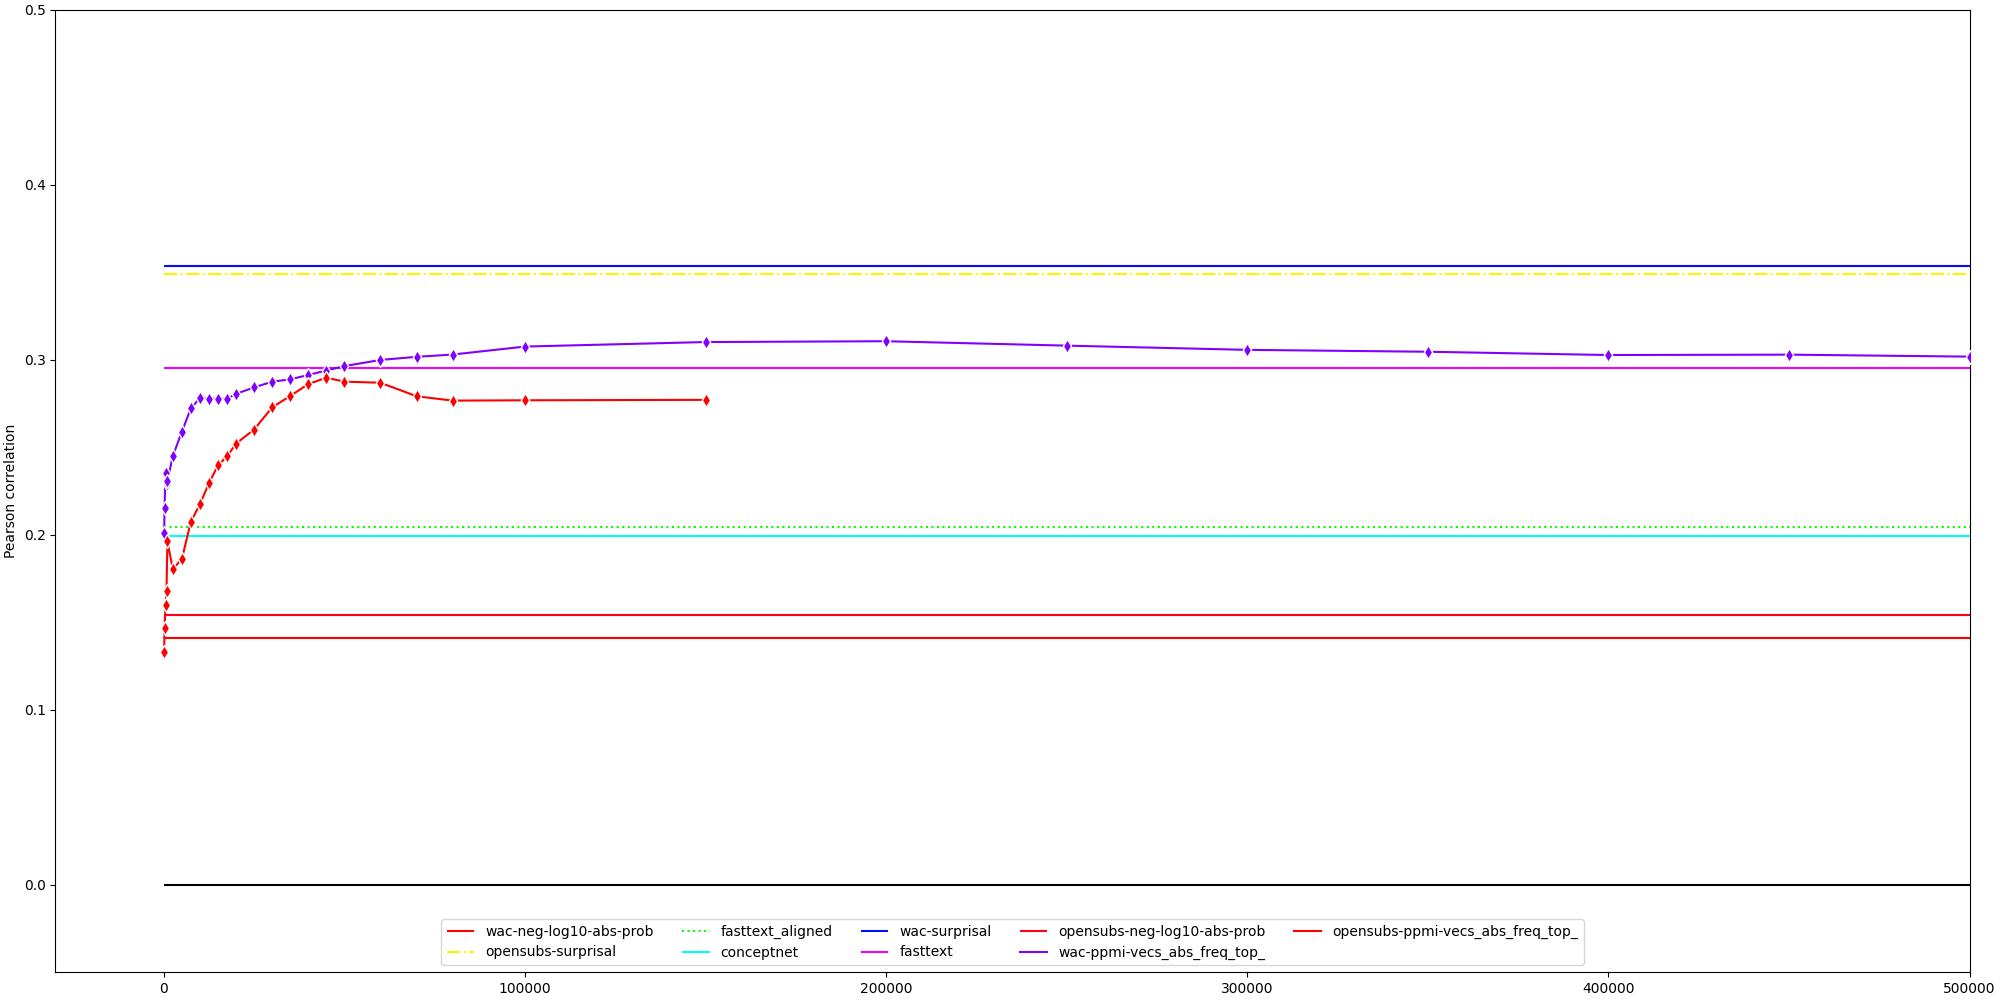 0.5
0.4
0.3
0.2
0.1
0.0
Pearson correlation
wac-neg-log10-abs-prob
opensubs-surprisal
fasttext_aligned
conceptnet
wac-surprisal
fasttext
opensubs-neg-log10-abs-prob
wac-ppmi-vecs_abs_freq_top_
opensubs-ppmi-vecs_abs_freq_top_
0 100000 200000 300000 400000 500000